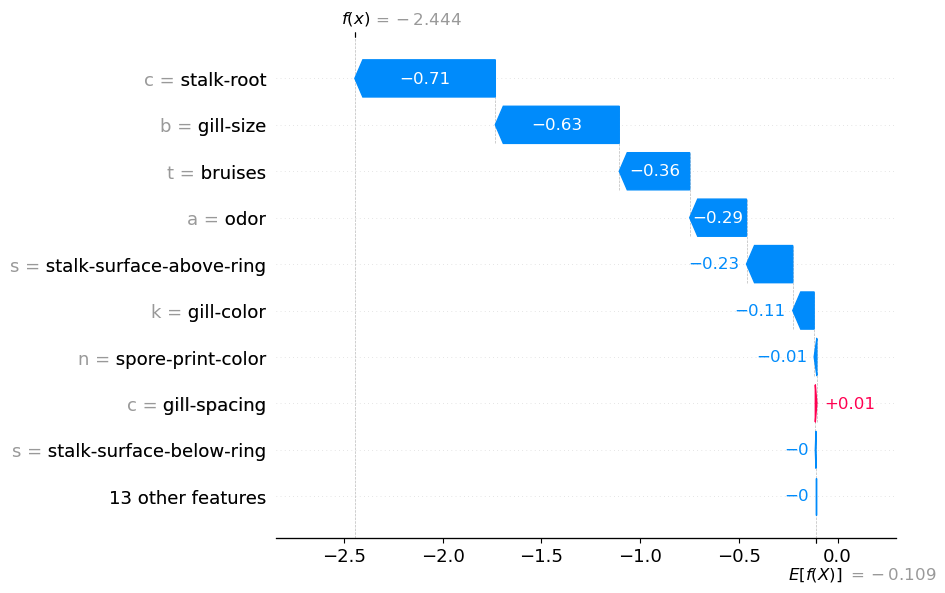 f(x) = −2.444
c = stalk-root
−0.71
b = gill-size
−0.63
t = bruises
−0.36
a = odor
−0.29
s = stalk-surface-above-ring
−0.23
k = gill-color
−0.11
n = spore-print-color
−0.01
c = gill-spacing
+0.01
s = stalk-surface-below-ring
−0
13 other features
−0
−2.5 −2.0 −1.5 −1.0 −0.5 0.0
E[f(X)] = −0.109